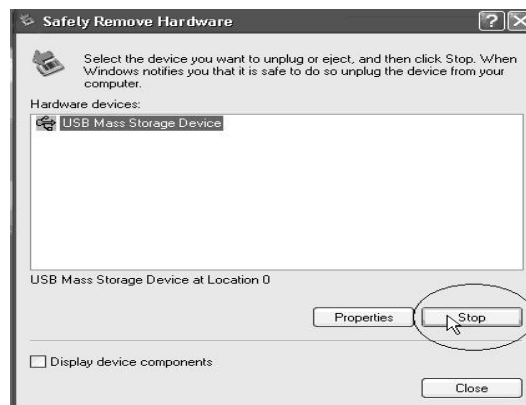 Safely Remove Hardware
Select the device you want to unplug or eject, and then click Stop. When
Windows notifies you that it is safe to do so unplug the device from your
computer.
Hardware devices:
USB Mass Storage Device
USB Mass Storage Device at Location 0
Properties
Stop
Display device components
Close